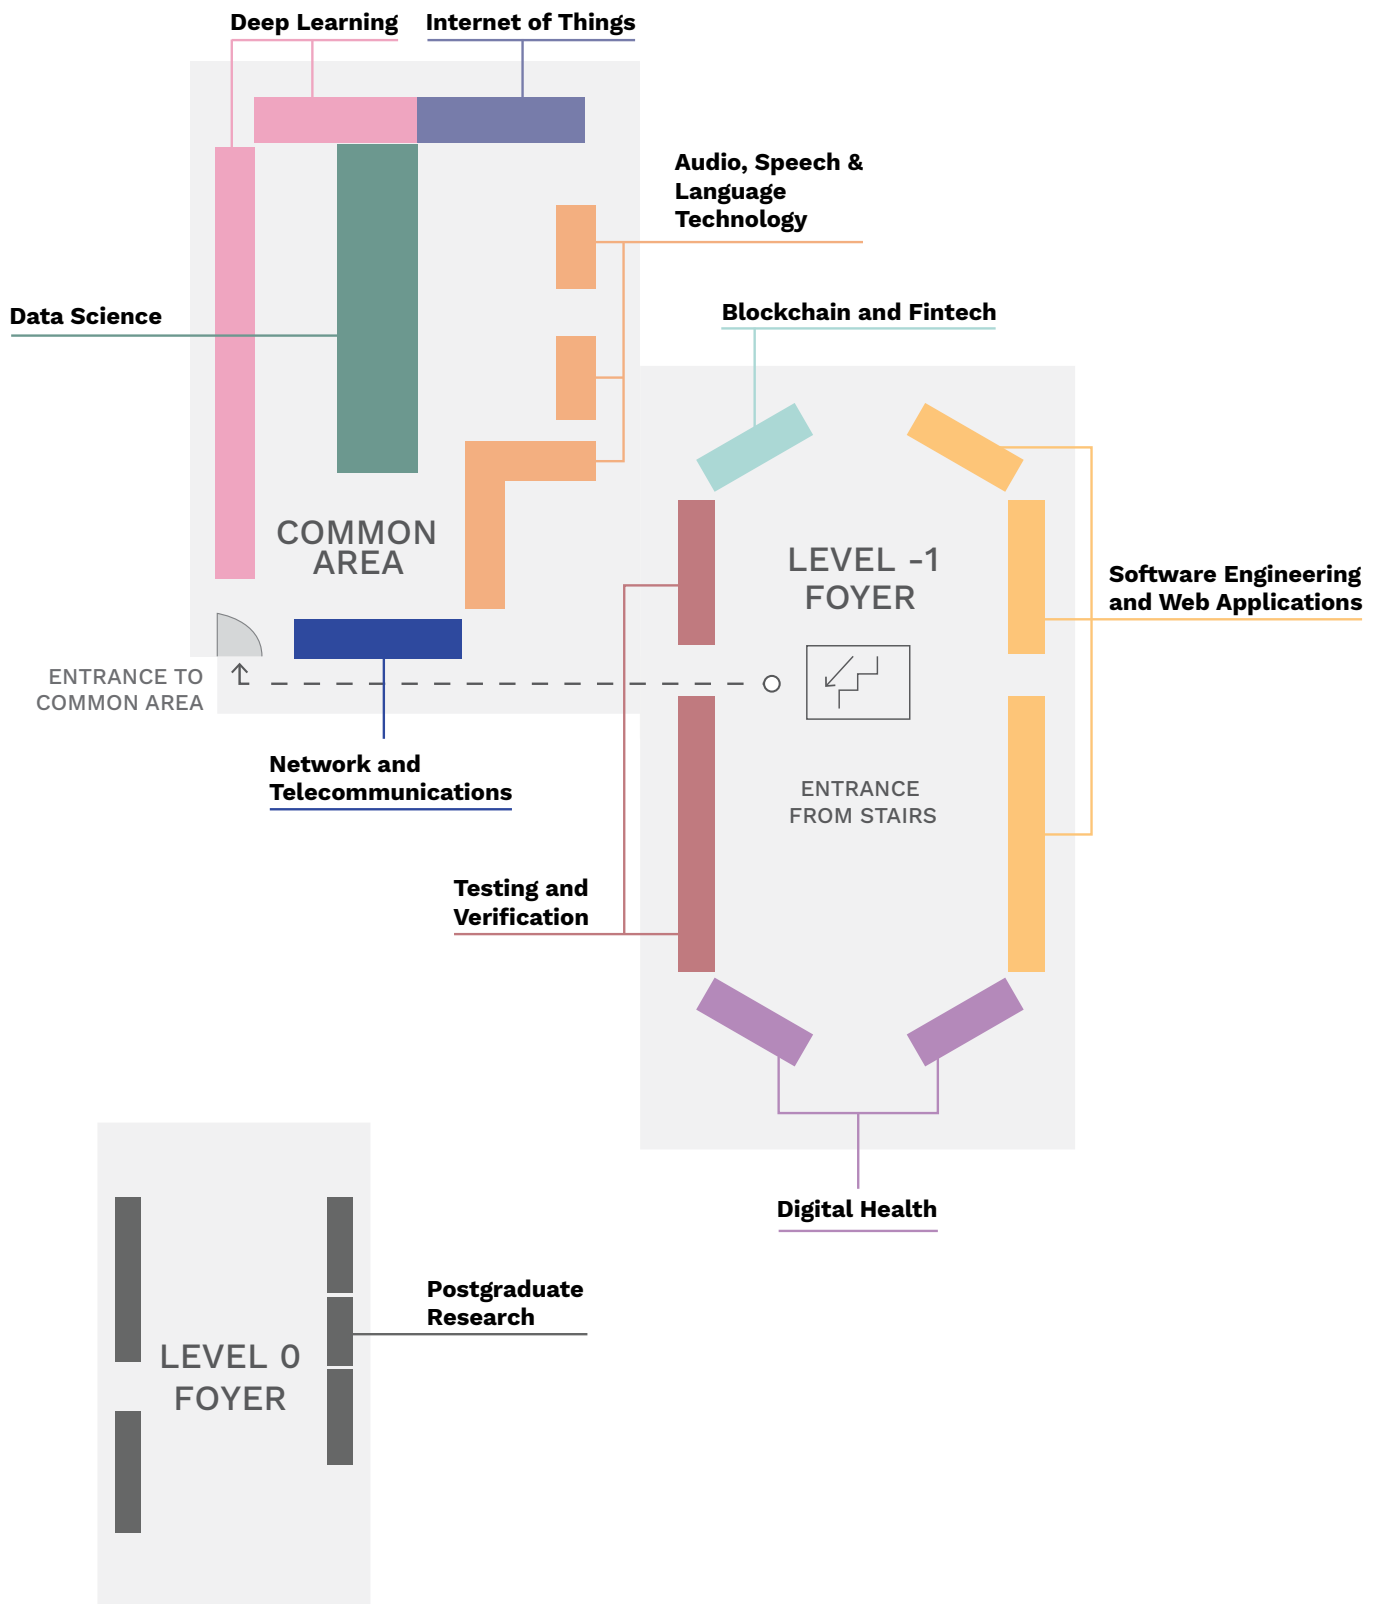 Deep Learning
Internet of Things
Audio, Speech &
Language
Technology
Data Science
Blockchain and Fintech
COMMON
AREA
LEVEL -1
FOYER
Software Engineering
and Web Applications
ENTRANCE TO
COMMON AREA
Network and
Telecommunications
ENTRANCE
FROM STAIRS
Testing and
Verification
Digital Health
Postgraduate
Research
LEVEL 0
FOYER